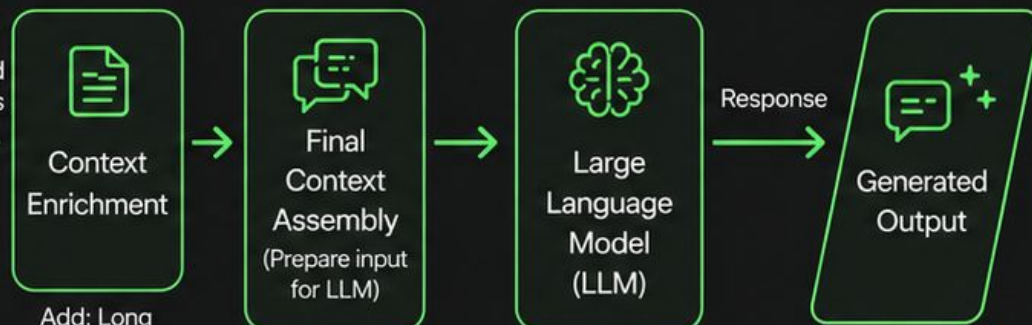 Context
Enrichment
Add: Long
Final
Context
Assembly
(Prepare input
for LLM)
Large
Language
Model
(LLM)
Response
Generated
Output